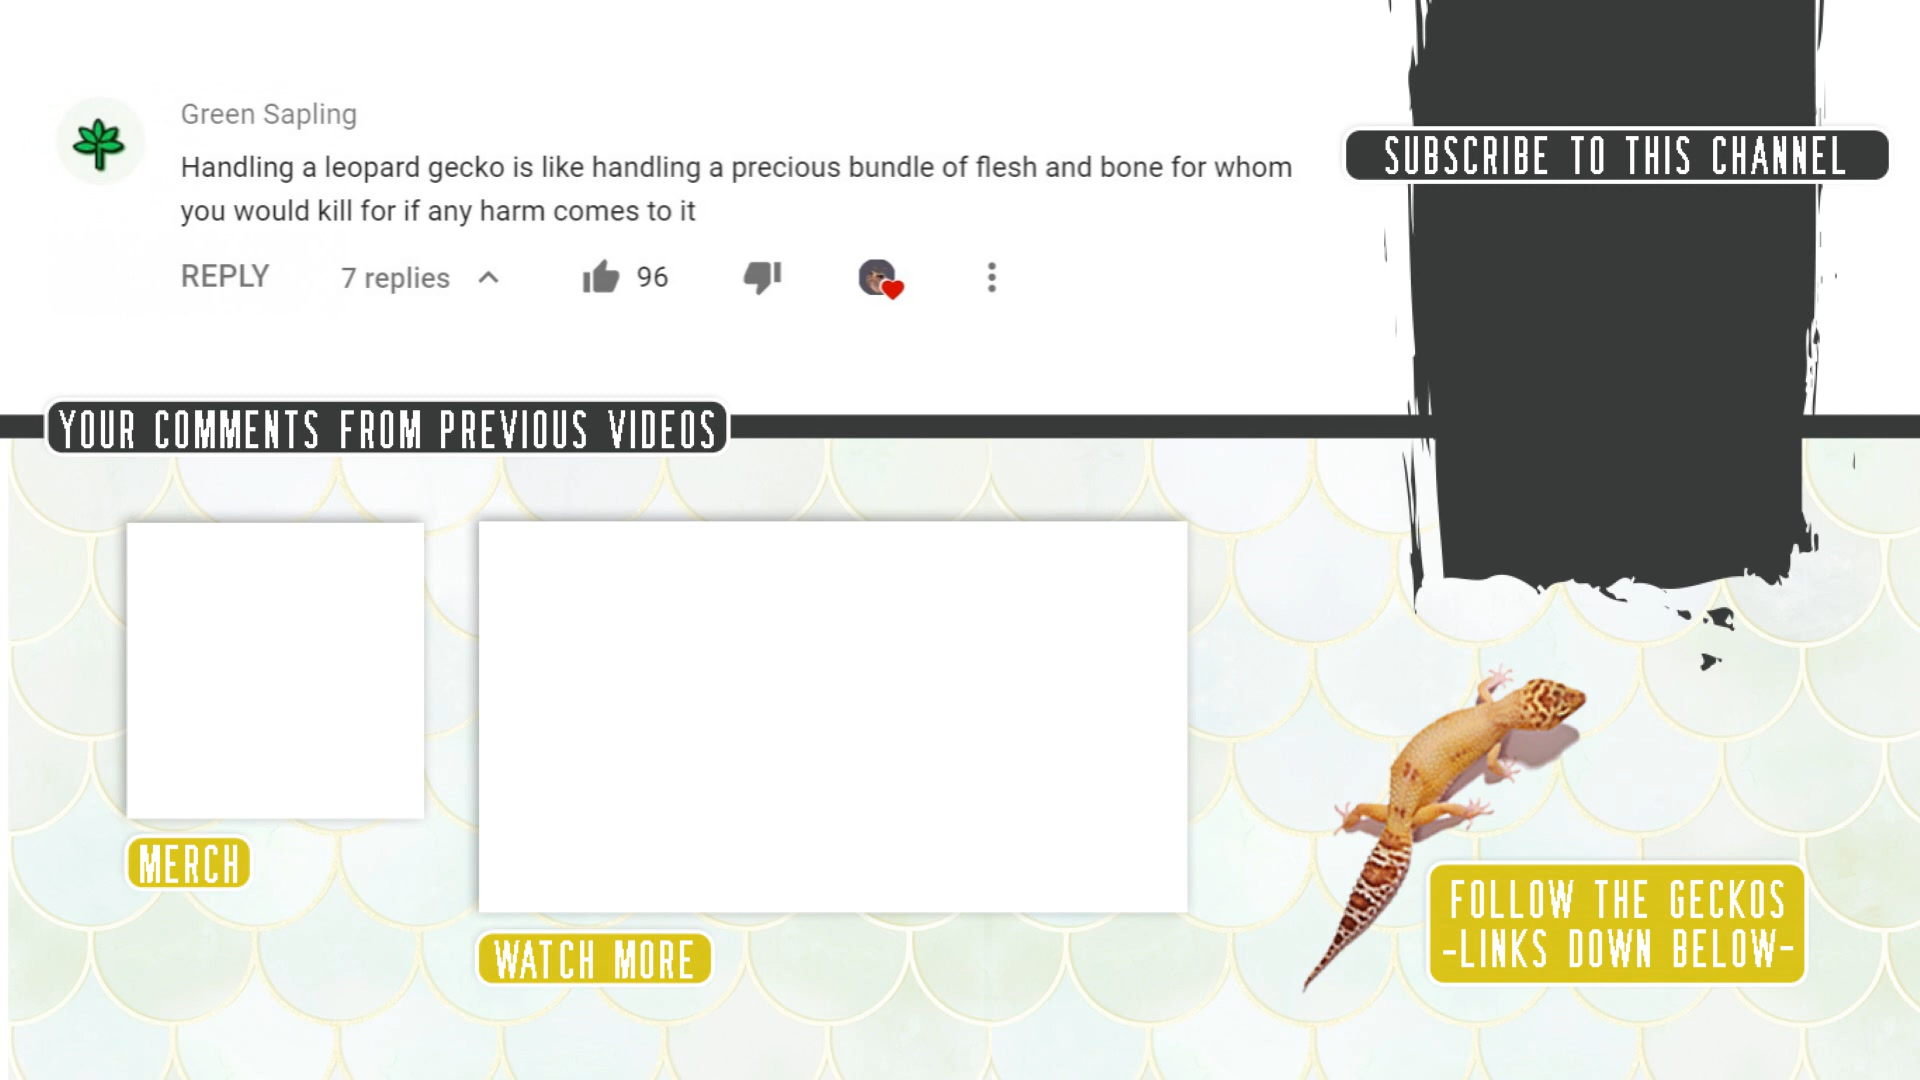 Green Sapling
Handling a leopard gecko is like handling a precious bundle of flesh and bone for whom
you would kill for if any harm comes to it
REPLY 7 replies 96
SUBSCRIBE TO THIS CHANNEL
YOUR COMMENTS FROM PREVIOUS VIDEOS
MERCH
WATCH MORE
FOLLOW THE GECKOS
-LINKS DOWN BELOW-